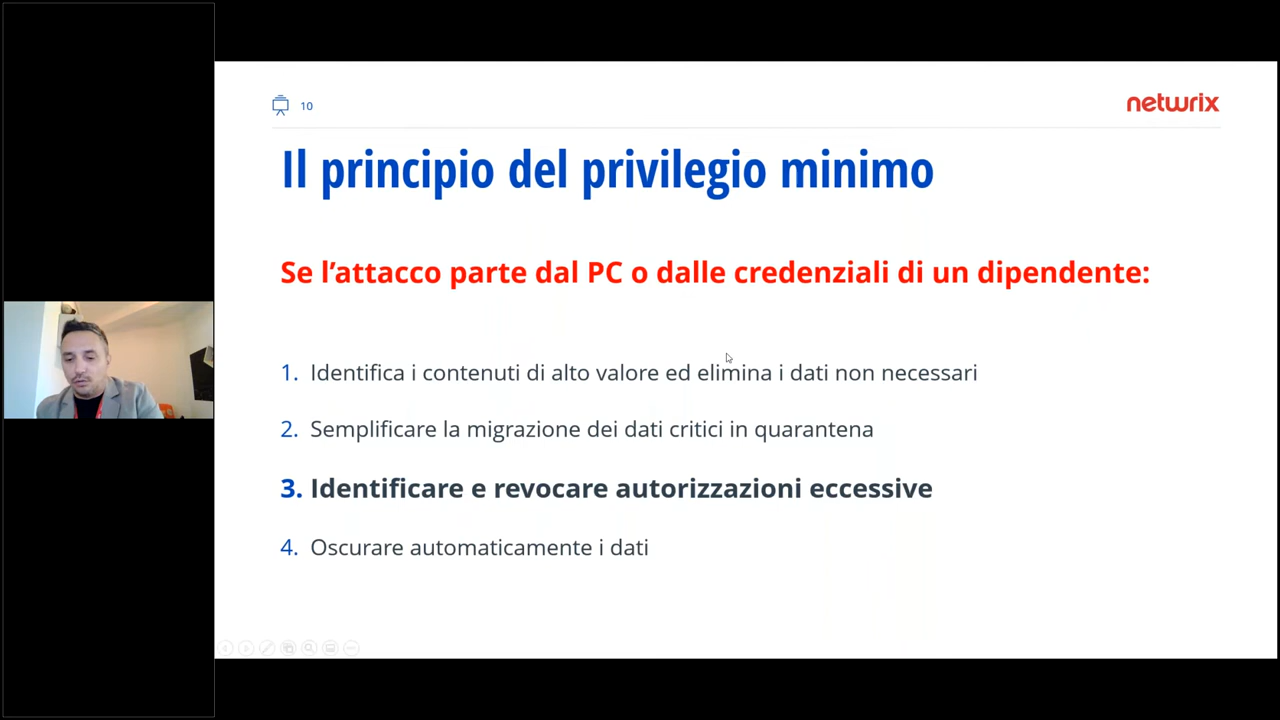 10
netwrix
Il principio del privilegio minimo
Se l’attacco parte dal PC o dalle credenziali di un dipendente:
1. Identifica i contenuti di alto valore ed elimina i dati non necessari
2. Semplificare la migrazione dei dati critici in quarantena
3. Identificare e revocare autorizzazioni eccessive
4. Oscurare automaticamente i dati